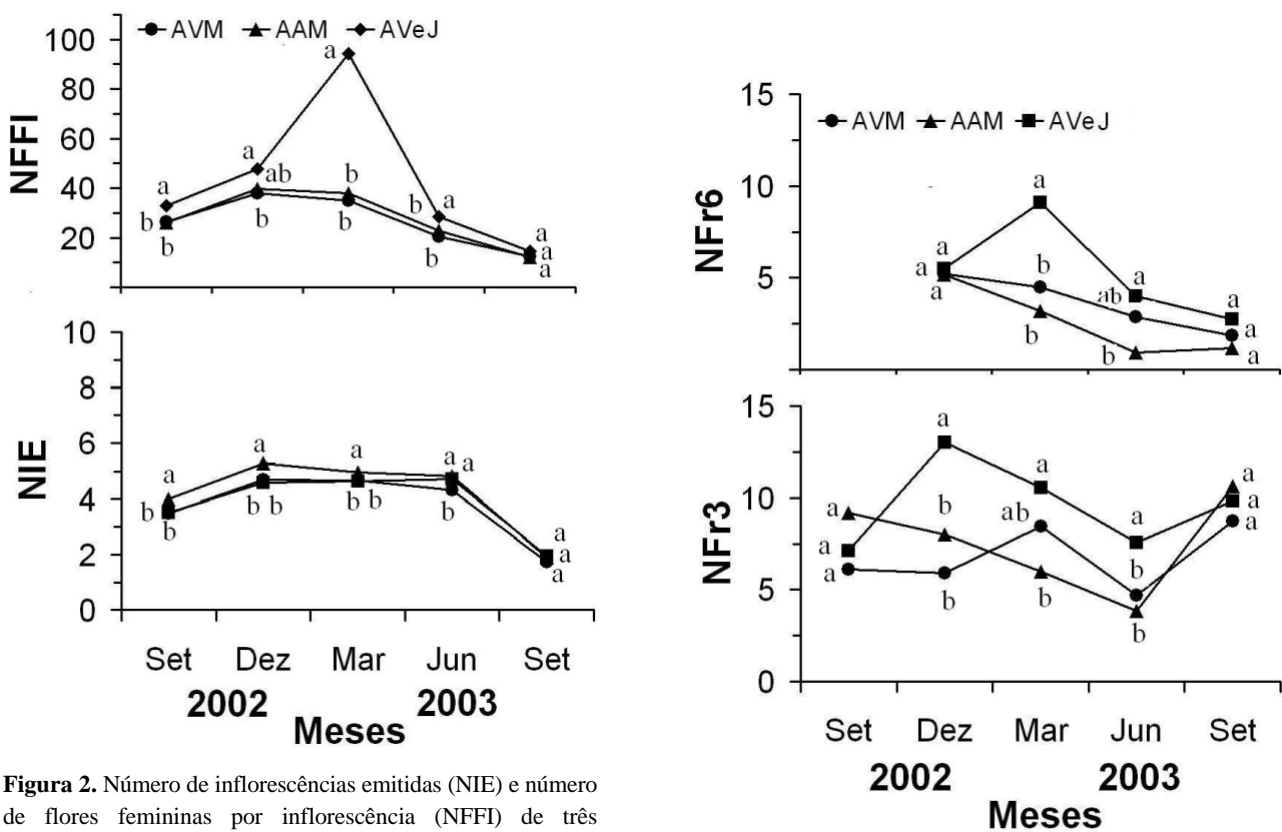 AVM AAM AVeJ
NFFI
100
80
60
40
20
a
a
a
a
a
ab
b
b
b
b
b
b
b
b
a
a
NIE
10
8
6
4
2
0
a
a
a
a
b
b
b b
b b
b
a
a
a
Set Dez Mar Jun Set
2002 2003
Meses
Figura 2. Número de inflorescências emitidas (NIE) e número
de flores femininas por inflorescência (NFFI) de três
AVM AAM AVeJ
NFr6
15
10
5
a
a
a
a
b
b
a
ab
b
a
a
a
NFr3
15
10
5
0
a
a
a
a
b
b
a
ab
b
a
b
b
a
a
a
Set Dez Mar Jun Set
2002 2003
Meses